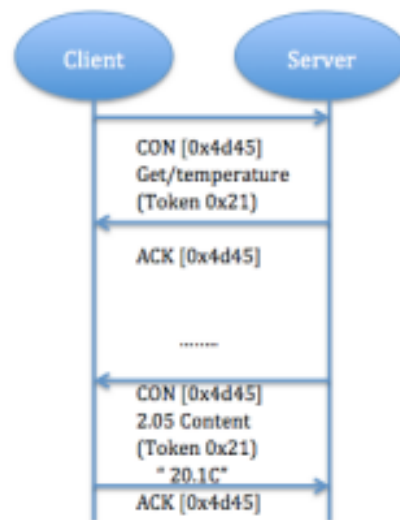 Client
Server
CON [0x4d45]
Get/temperature
(Token 0x21)
ACK [0x4d45]
........
CON [0x4d45]
2.05 Content
(Token 0x21)
“ 20.1C”
ACK [0x4d45]